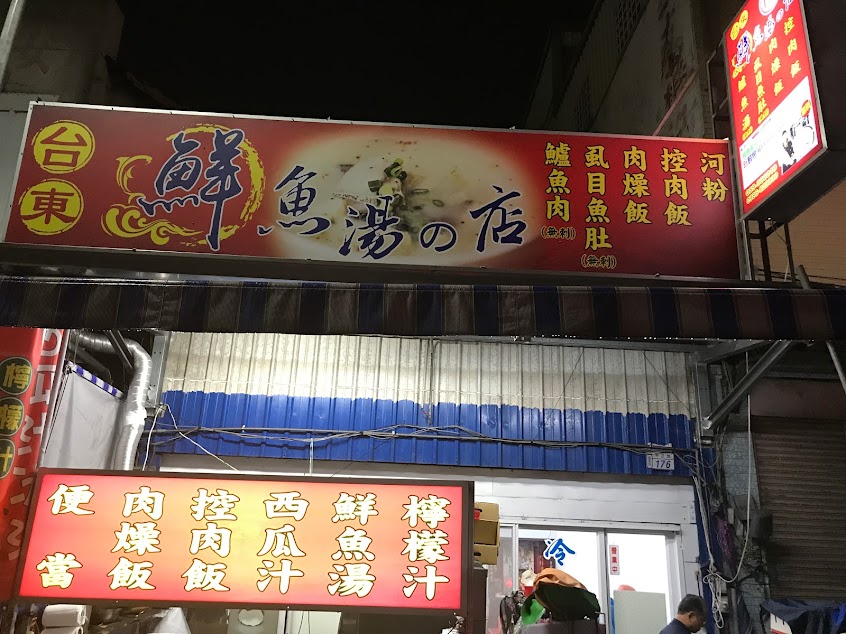 台東
鮮魚湯の店
河粉
控肉飯
肉燥飯
虱目魚肚(無刺)
鱸魚肉(無刺)
檸檬汁
鮮魚湯
西瓜汁
控肉飯
肉燥飯
便當
檸檬汁
176
冷